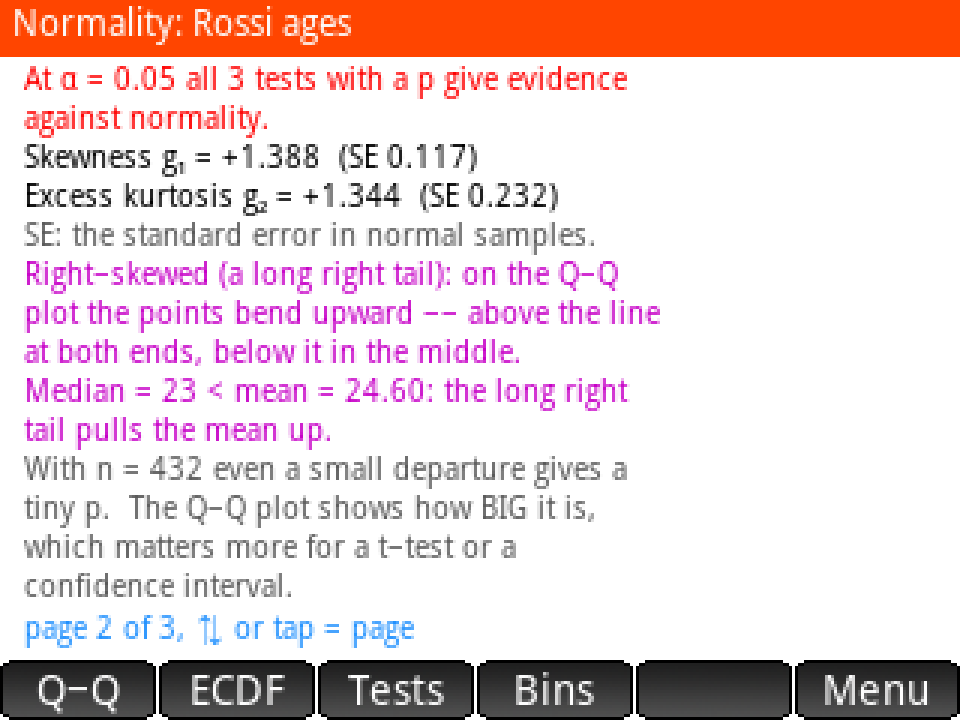 Normality: Rossi ages
At α = 0.05 all 3 tests with a p give evidence
against normality.
Skewness g₁ = +1.388  (SE 0.117)
Excess kurtosis g₂ = +1.344  (SE 0.232)
SE: the standard error in normal samples.
Right-skewed (a long right tail): on the Q-Q
plot the points bend upward -- above the line
at both ends, below it in the middle.
Median = 23 < mean = 24.60: the long right
tail pulls the mean up.
With n = 432 even a small departure gives a
tiny p.  The Q-Q plot shows how BIG it is,
which matters more for a t-test or a
confidence interval.
page 2 of 3, ↑↓ or tap = page
Q-Q ECDF Tests Bins Menu